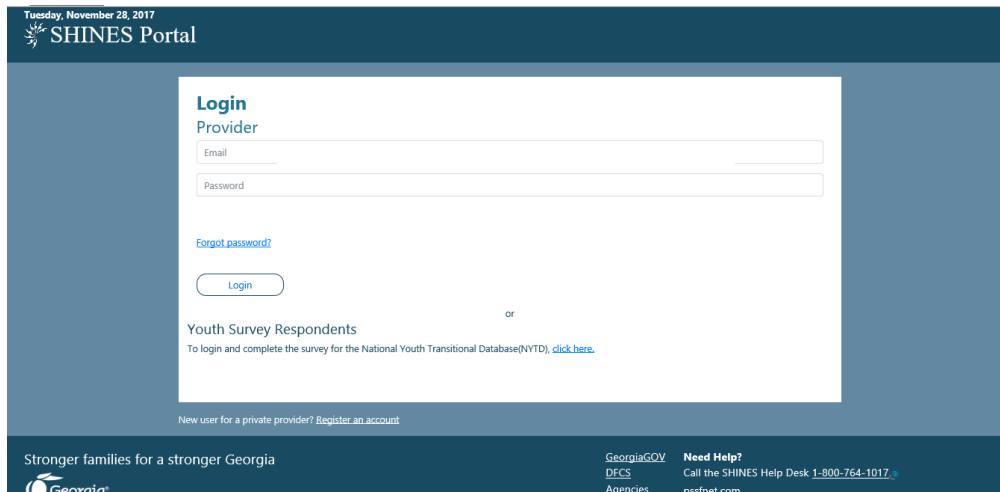 Tuesday, November 28, 2017
SHINES Portal
Login
Provider
Email
Password
Forgot password?
Login
or
Youth Survey Respondents
To login and complete the survey for the National Youth Transitional Database(NYTD), click here.
New user for a private provider? Register an account
Stronger families for a stronger Georgia
Georgia®
GeorgiaGOV
DFCS
Agencies
Need Help?
Call the SHINES Help Desk 1-800-764-1017.
nssfnet.com